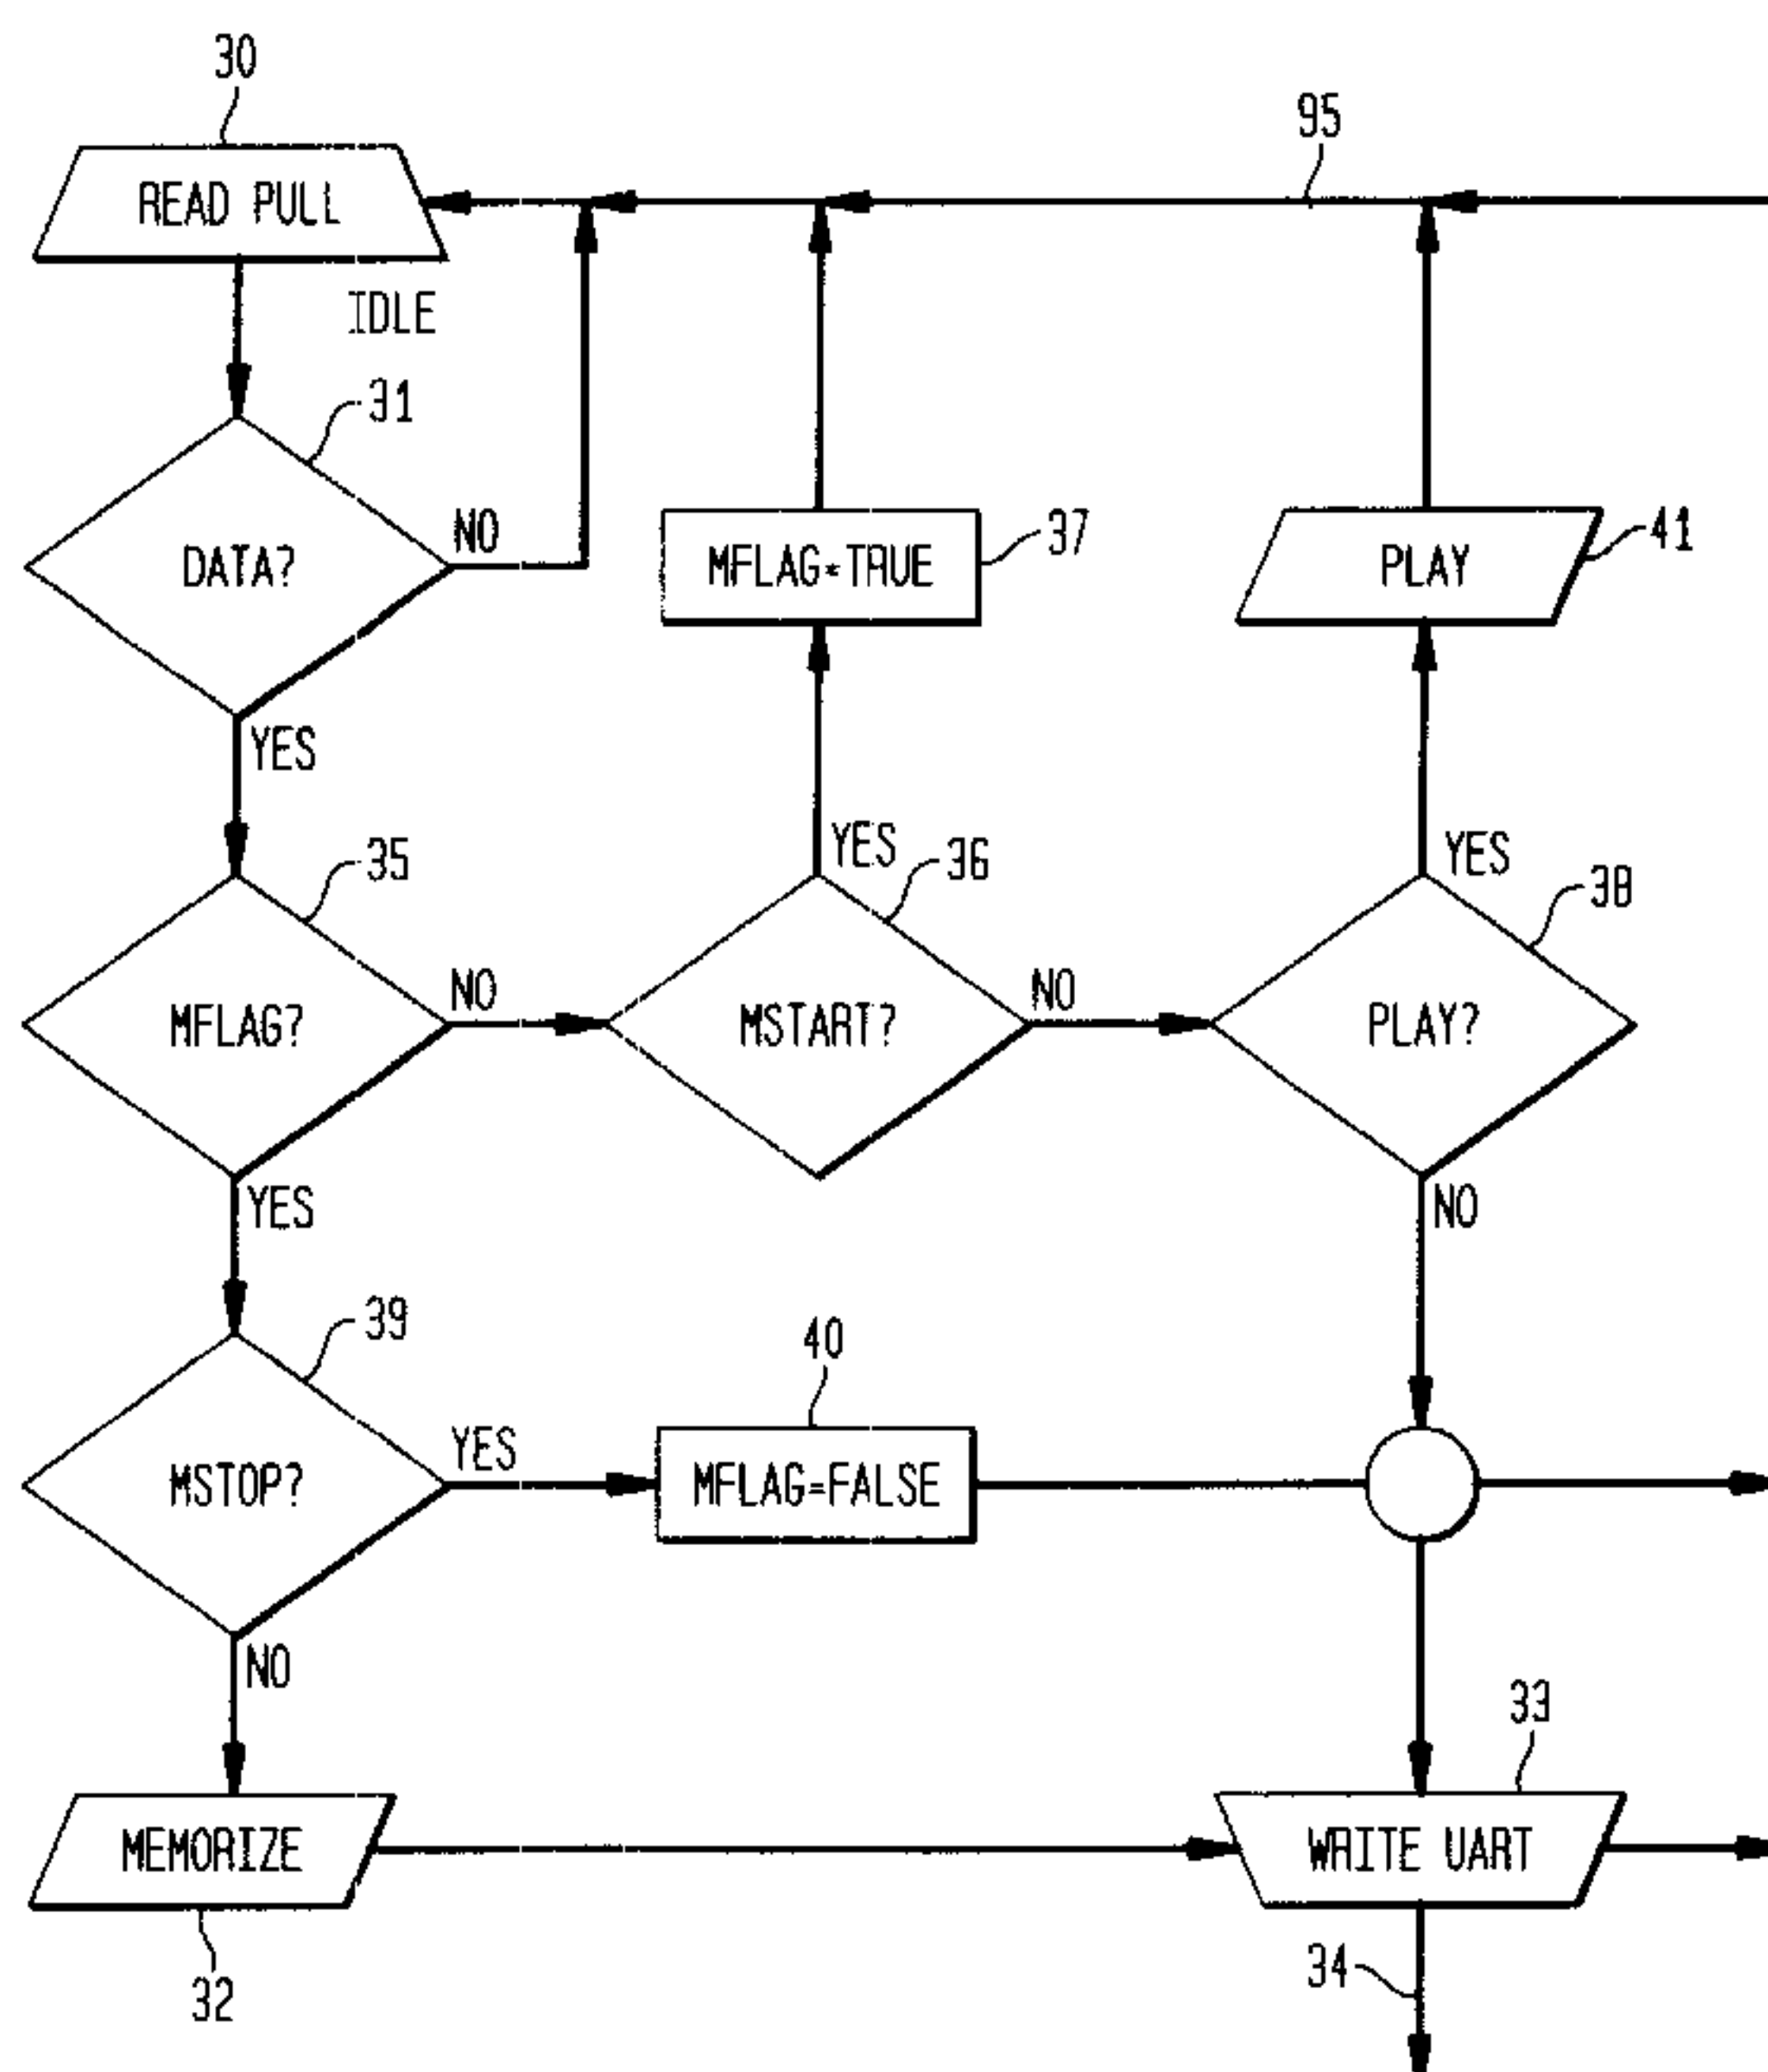 30
95
READ PULL
IDLE
31
DATA?
NO
MFLAG=TRUE
37
PLAY
41
YES
35
YES
36
YES
38
MFLAG?
NO
MSTART?
NO
PLAY?
YES
NO
39
40
MSTOP?
YES
MFLAG=FALSE
NO
33
MEMORIZE
WRITE UART
32
34